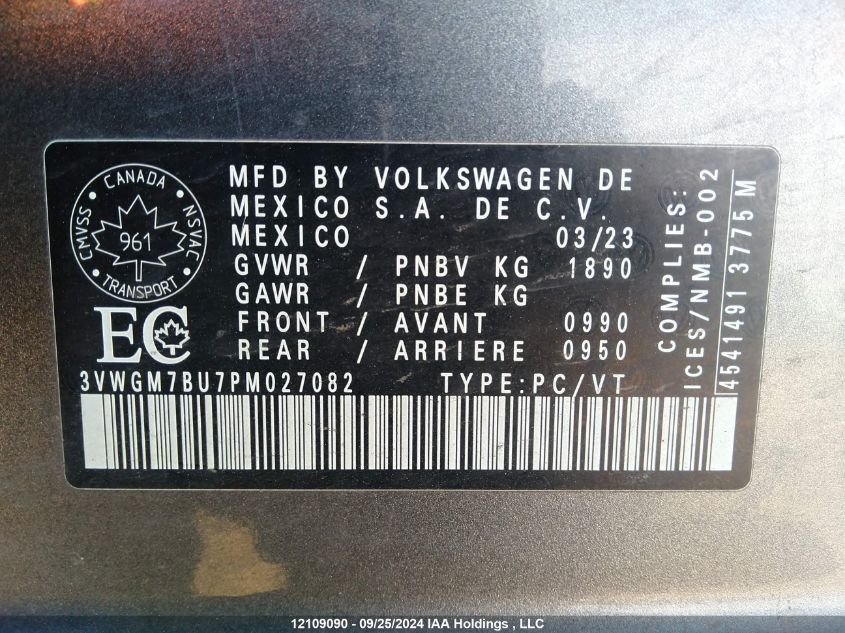 CANADA
CMVSS
NSVAC
961
TRANSPORT
EC
MFD BY VOLKSWAGEN DE
MEXICO S.A. DE C.V.
MEXICO 03/23
GVWR / PNBV KG 1890
GAWR / PNBE KG
FRONT / AVANT 0990
REAR / ARRIERE 0950
3VWGM7BU7PM027082 TYPE:PC/VT
COMPLIES:
ICES/NMB-002
4541491 3775 M
12109090 - 09/25/2024 IAA Holdings , LLC